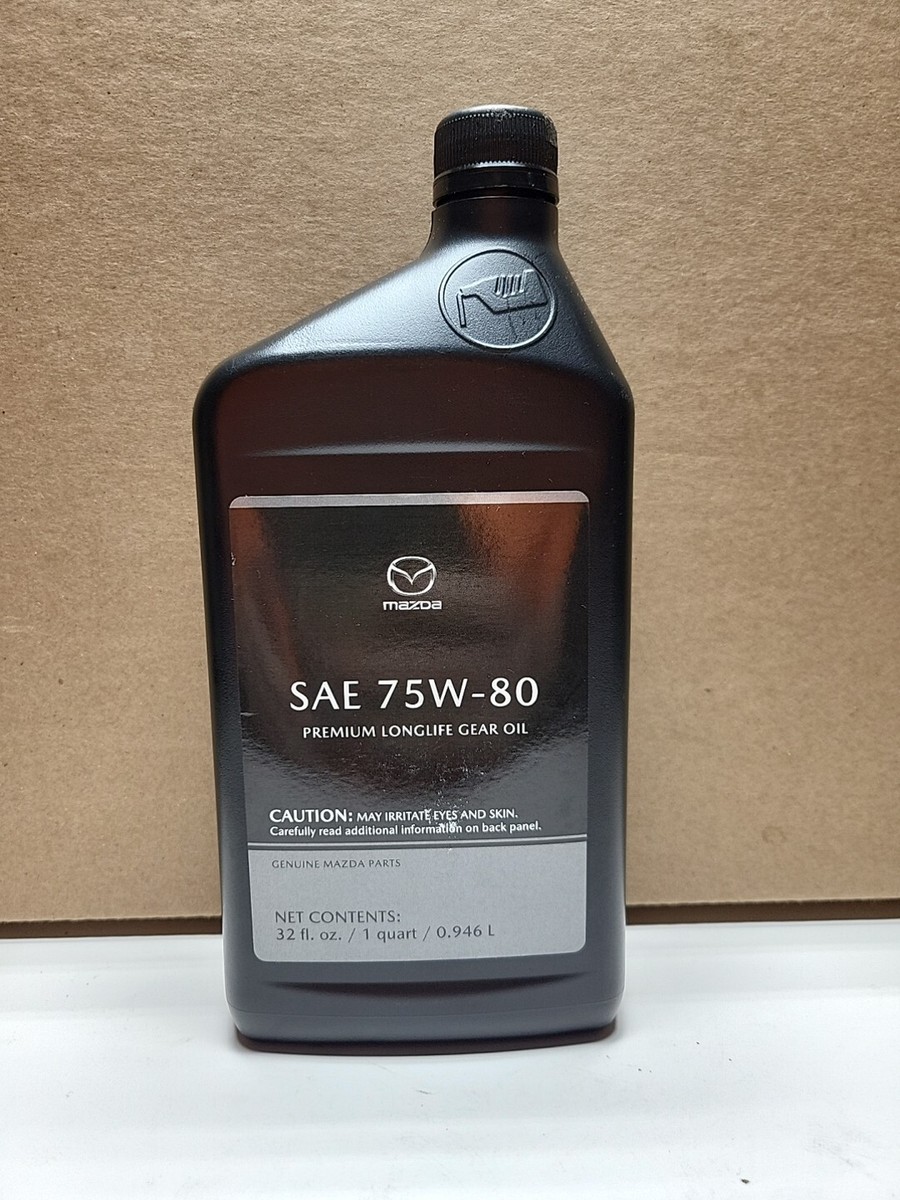 mazda
SAE 75W-80
PREMIUM LONGLIFE GEAR OIL
CAUTION: MAY IRRITATE EYES AND SKIN.
Carefully read additional information on back panel.
GENUINE MAZDA PARTS
NET CONTENTS:
32 fl. oz. / 1 quart / 0.946 L